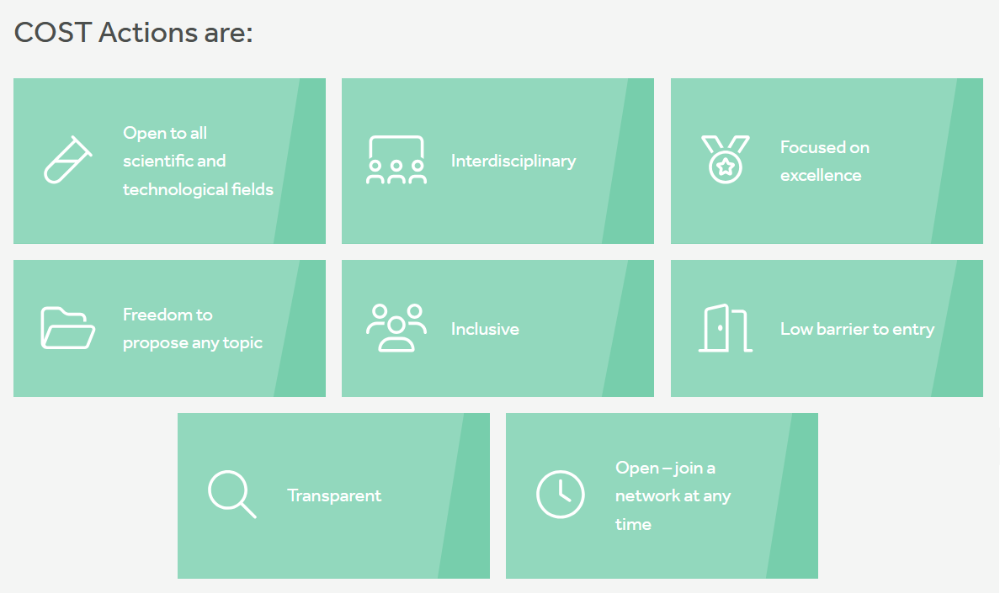 COST Actions are:
Open to all
scientific and
technological fields
Interdisciplinary
Focused on
excellence
Freedom to
propose any topic
Inclusive
Low barrier to entry
Transparent
Open – join a
network at any
time